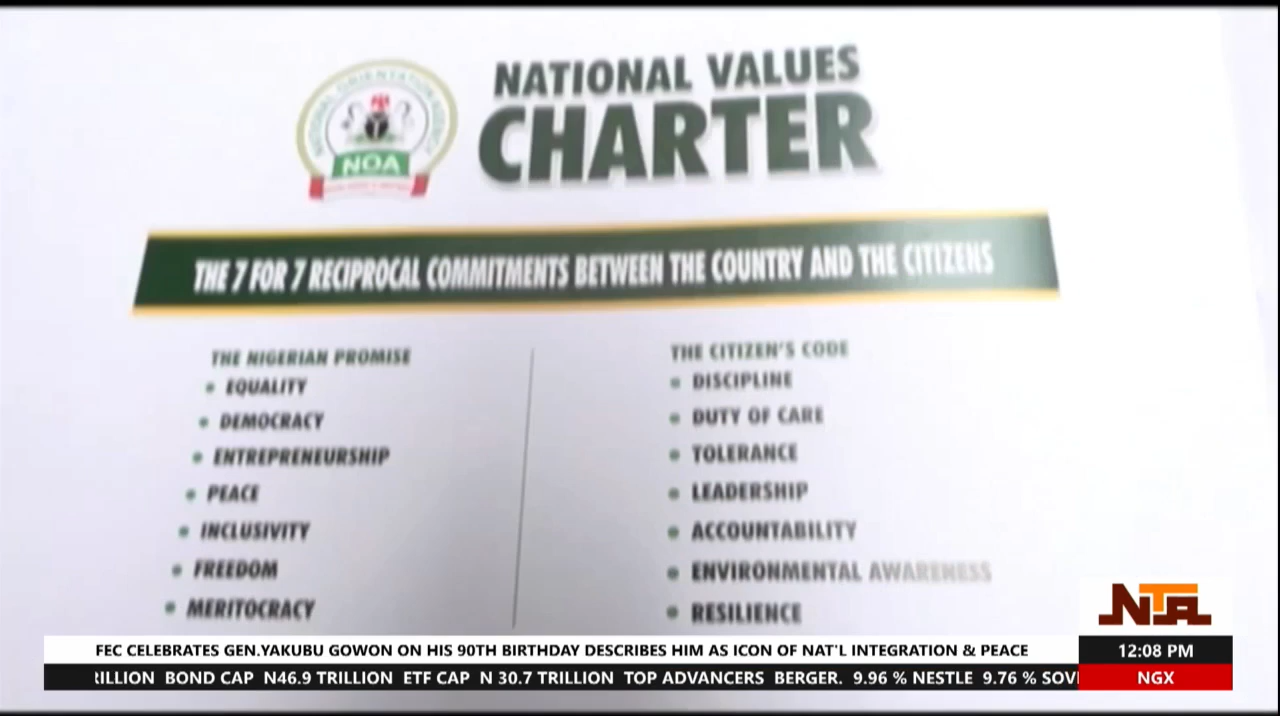 NATIONAL VALUES
CHARTER
NOA
THE 7 FOR 7 RECIPROCAL COMMITMENTS BETWEEN THE COUNTRY AND THE CITIZENS
THE NIGERIAN PROMISE
• EQUALITY
• DEMOCRACY
• ENTREPRENEURSHIP
• PEACE
• INCLUSIVITY
• FREEDOM
• MERITOCRACY
THE CITIZEN'S CODE
• DISCIPLINE
• DUTY OF CARE
• TOLERANCE
• LEADERSHIP
• ACCOUNTABILITY
• ENVIRONMENTAL AWARENESS
• RESILIENCE
NTA
FEC CELEBRATES GEN.YAKUBU GOWON ON HIS 90TH BIRTHDAY DESCRIBES HIM AS ICON OF NAT'L INTEGRATION & PEACE
12:08 PM
BOND CAP N46.9 TRILLION ETF CAP N 30.7 TRILLION TOP ADVANCERS BERGER. 9.96 % NESTLE 9.76 %
NGX